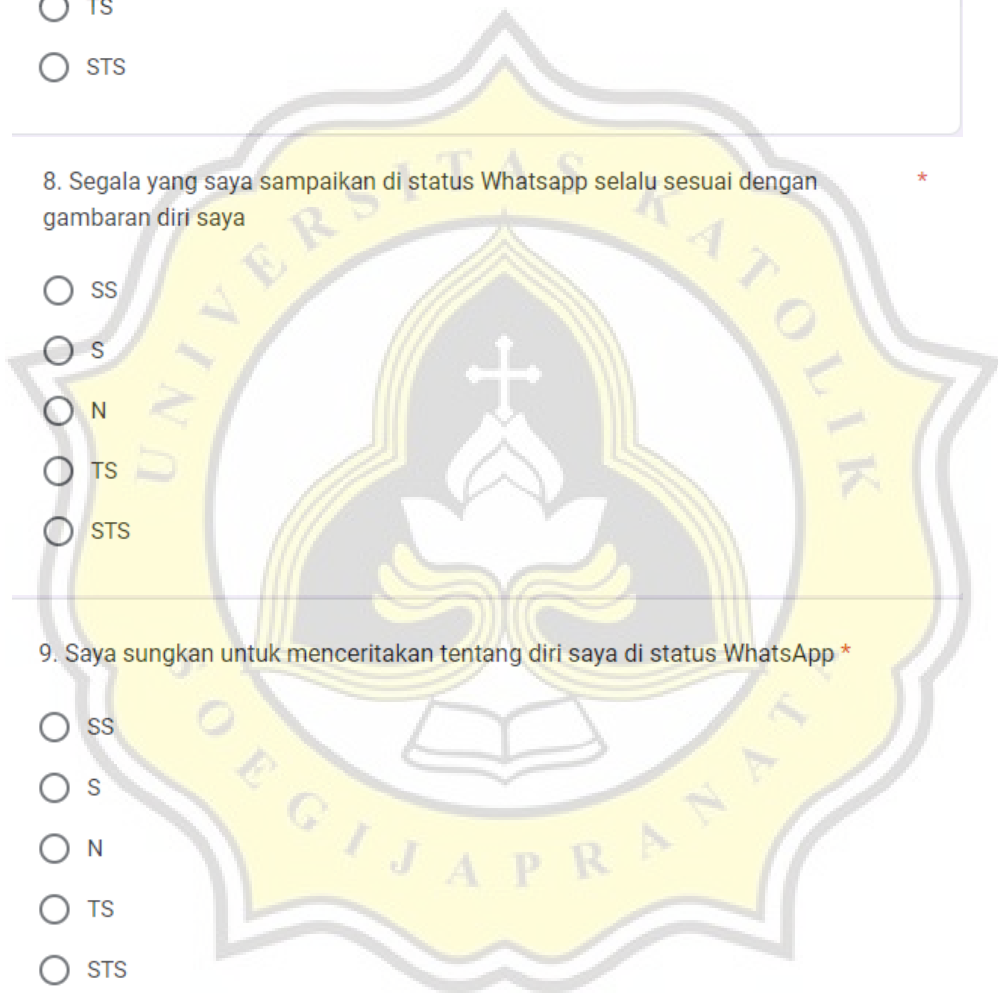 TS
STS
8. Segala yang saya sampaikan di status Whatsapp selalu sesuai dengan *
gambaran diri saya
SS
S
N
TS
STS
9. Saya sungkan untuk menceritakan tentang diri saya di status WhatsApp *
SS
S
N
TS
STS
UNIVERSITAS KATOLIK
SOEGIJAPRANATA